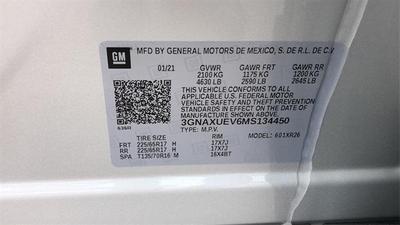 GM
MFD BY GENERAL MOTORS DE MEXICO, S. DE R.L. DE C.V.
01/21 GVWR GAWR FRT GAWR RR
2100 KG 1175 KG 1200 KG
4630 LB 2590 LB 2645 LB
THIS VEHICLE CONFORMS TO ALL
APPLICABLE U.S. FEDERAL MOTOR
VEHICLE SAFETY, BUMPER, AND THEFT
PREVENTION STANDARDS IN
EFFECT ON THE DATE OF
MANUFACTURE SHOWN ABOVE.
3GNAXUEV6MS134450
TYPE: M.P.V. MODEL: 601XR26
TIRE SIZE RIM
FRT 225/65R17 H 17X7J
RR 225/65R17 H 17X7J
SPA T135/70R16 M 16X4BT